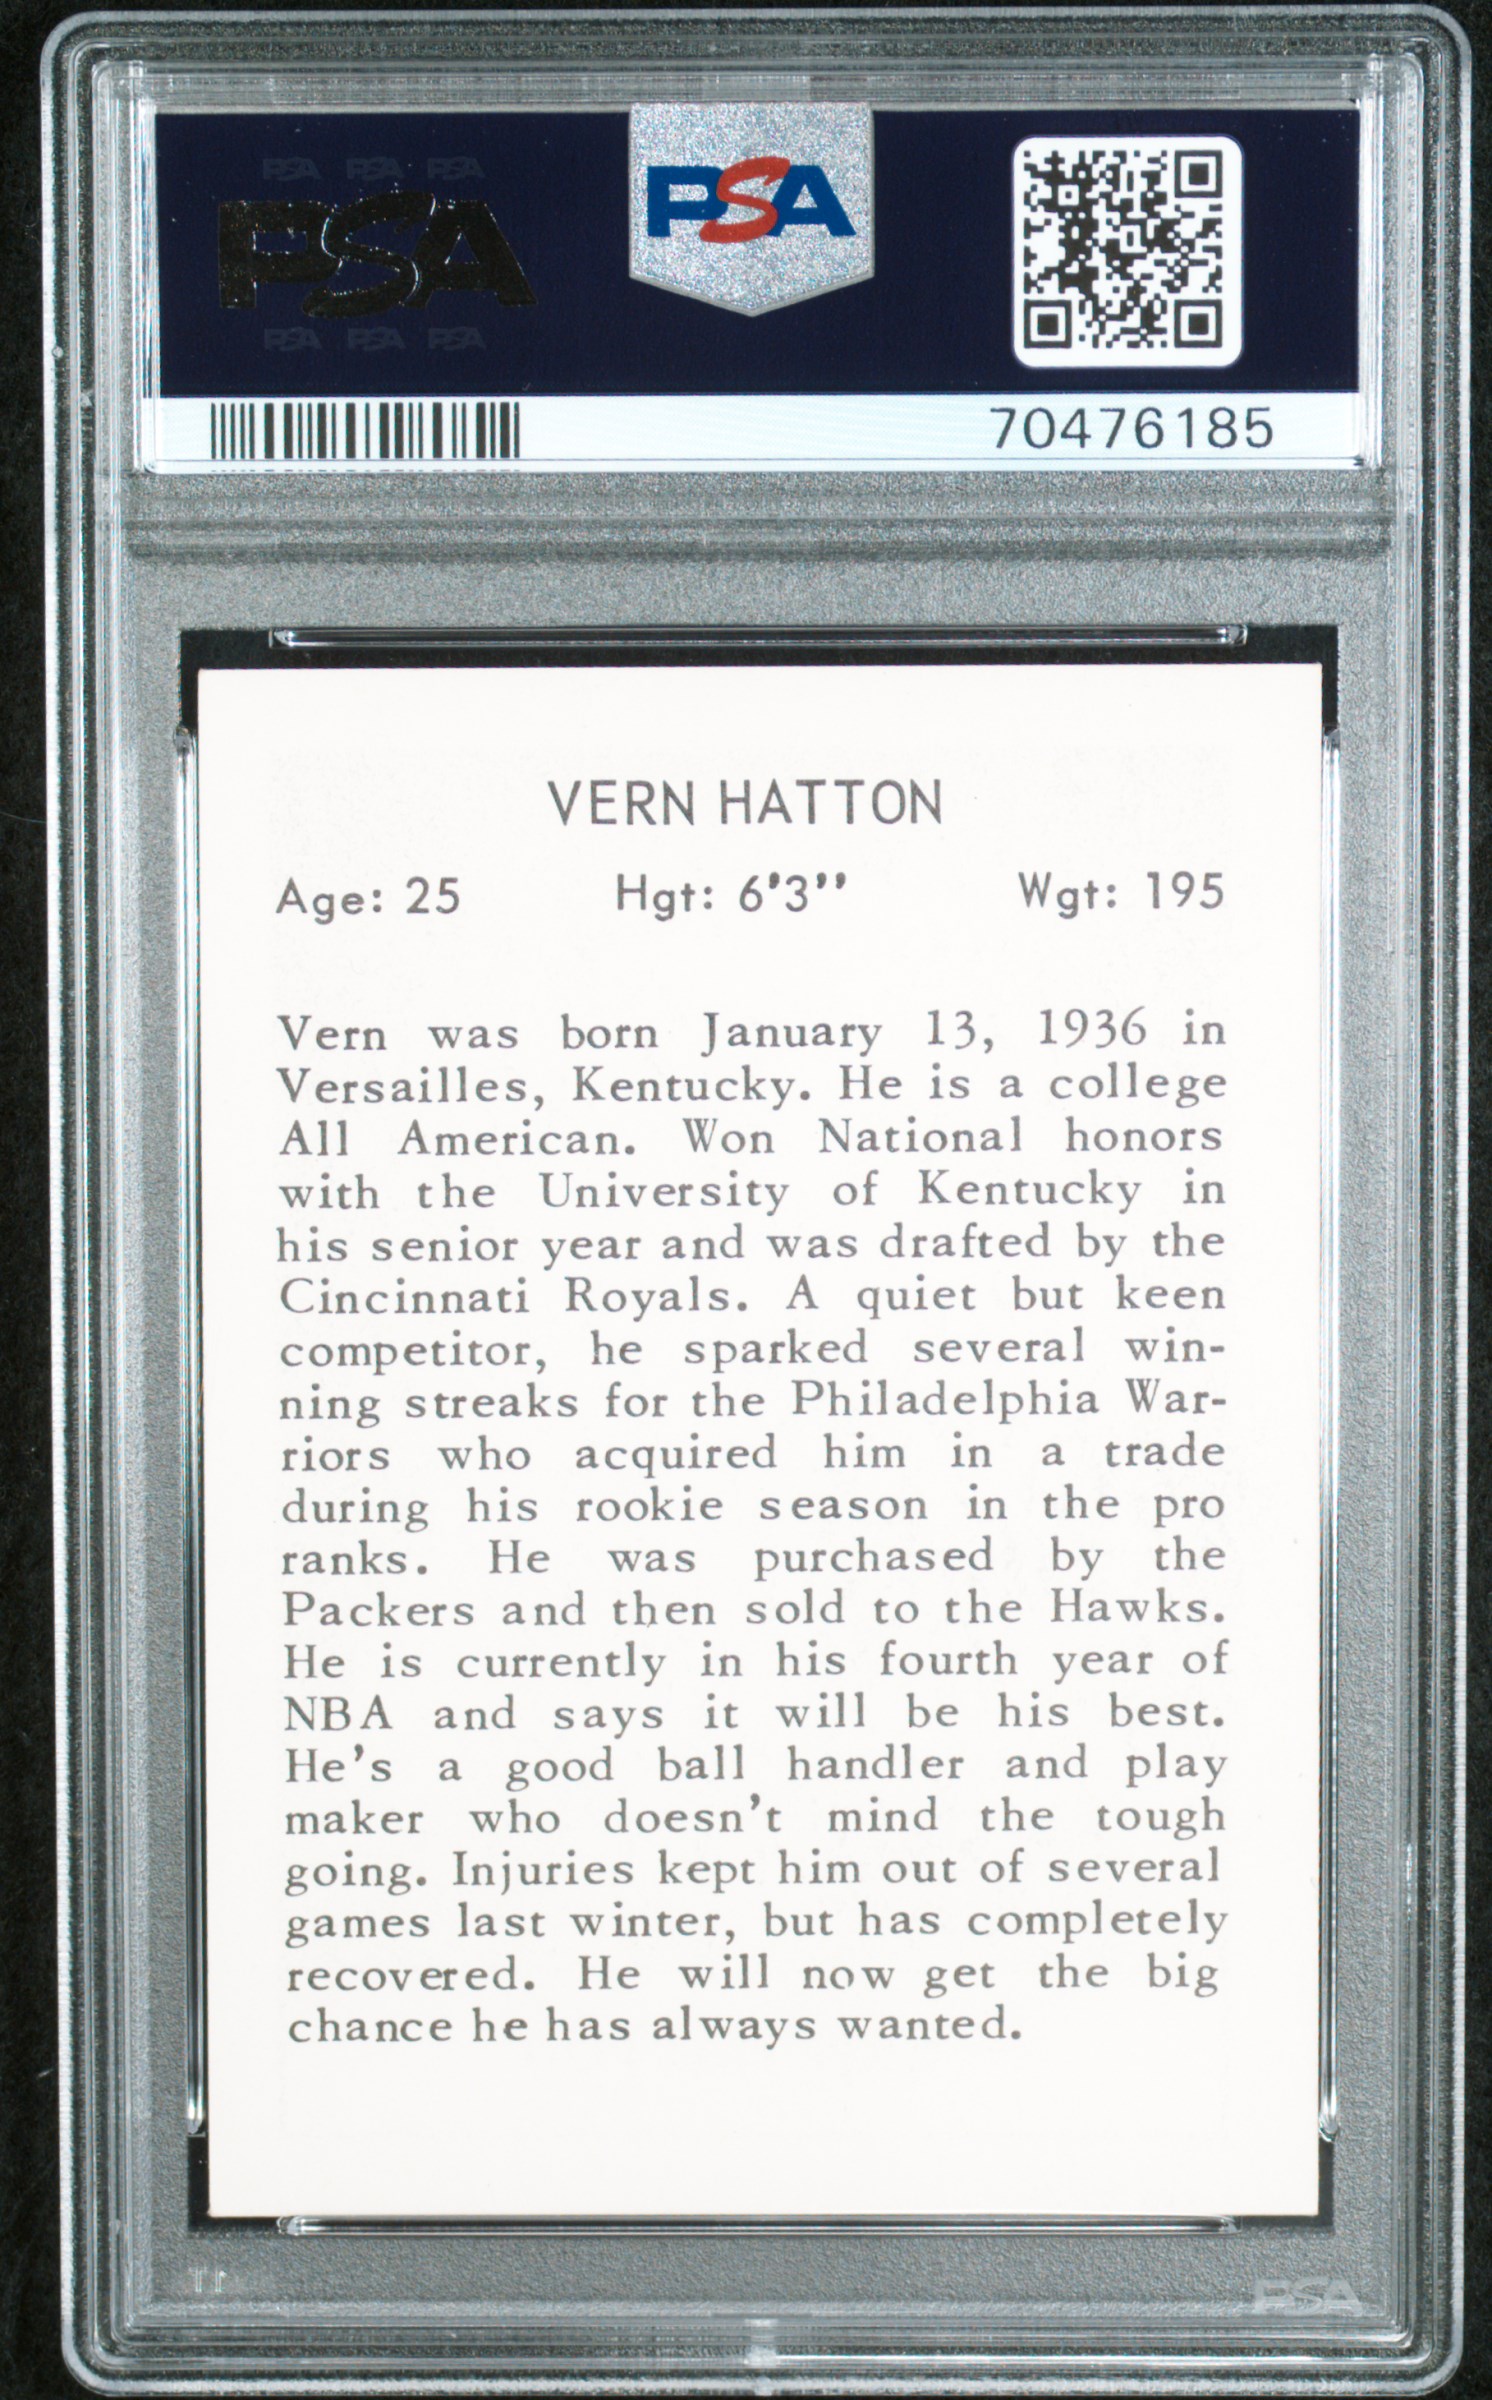 PSA PSA PSA
PSA
PSA PSA PSA
PSA
70476185
VERN HATTON
Age: 25 Hgt: 6'3'' Wgt: 195
Vern was born January 13, 1936 in
Versailles, Kentucky. He is a college
All American. Won National honors
with the University of Kentucky in
his senior year and was drafted by the
Cincinnati Royals. A quiet but keen
competitor, he sparked several win-
ning streaks for the Philadelphia War-
riors who acquired him in a trade
during his rookie season in the pro
ranks. He was purchased by the
Packers and then sold to the Hawks.
He is currently in his fourth year of
NBA and says it will be his best.
He's a good ball handler and play
maker who doesn't mind the tough
going. Injuries kept him out of several
games last winter, but has completely
recovered. He will now get the big
chance he has always wanted.
PSA